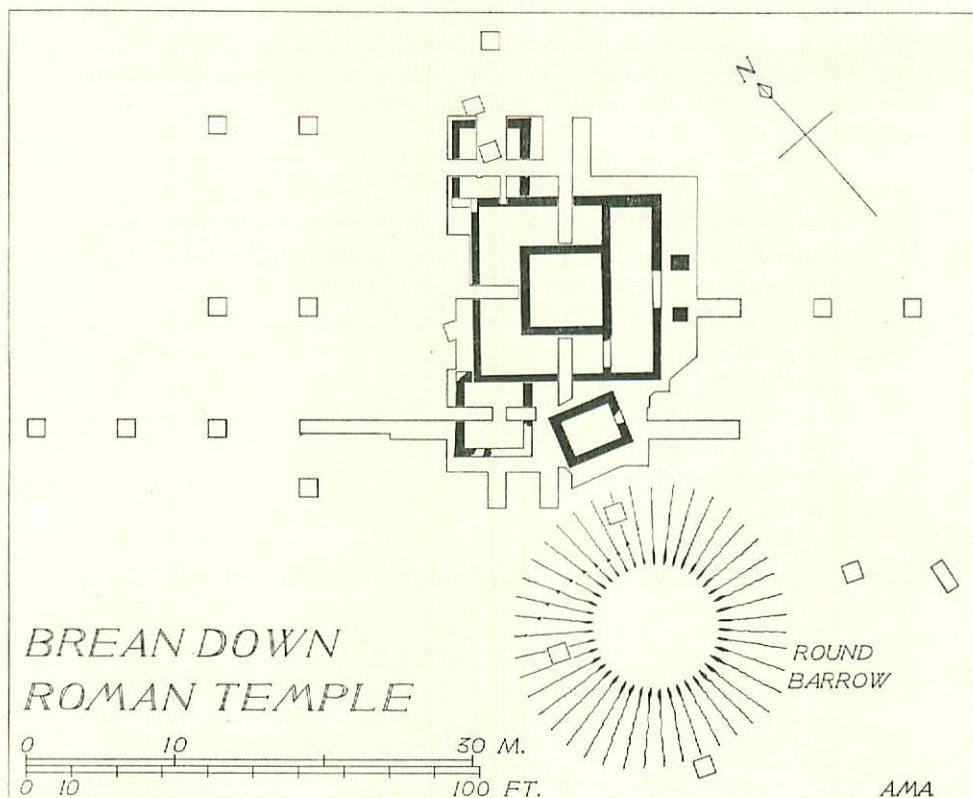 N
ROUND
BARROW
BREAN DOWN
ROMAN TEMPLE
0 10 30 M.
0 10 100 FT.
AMA